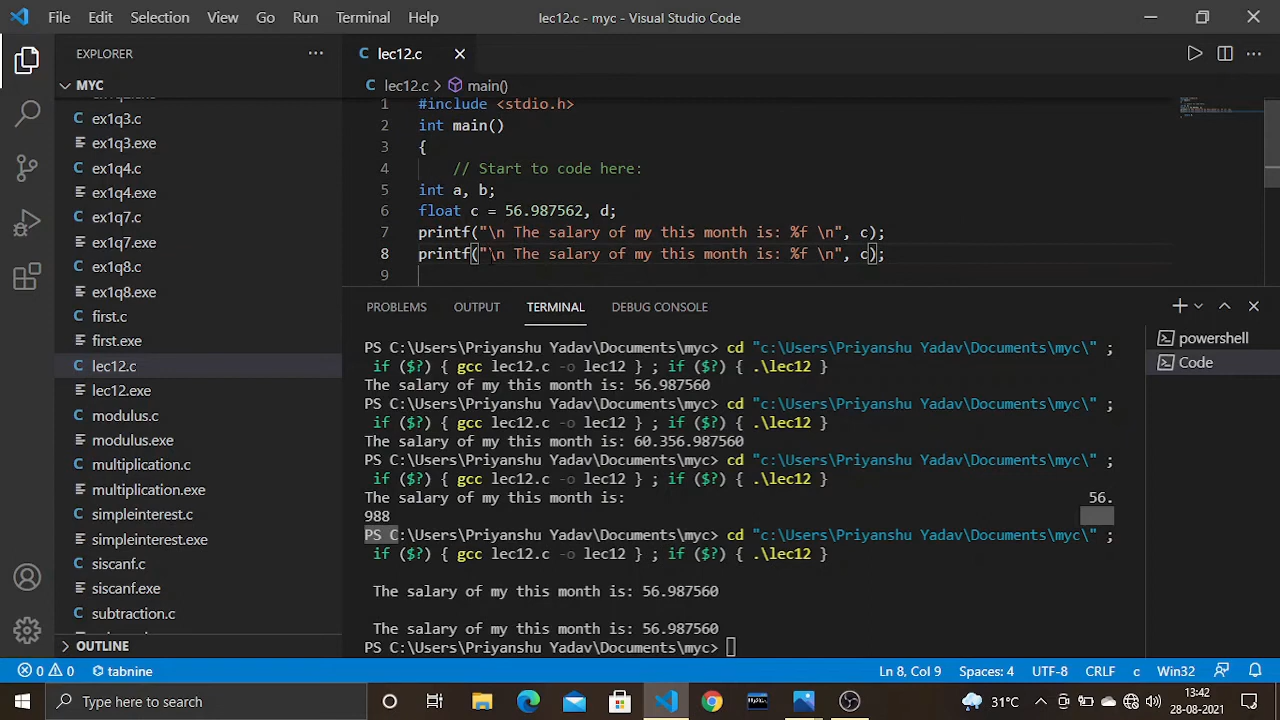 File Edit Selection View Go Run Terminal Help lec12.c - myc - Visual Studio Code
EXPLORER
MYC
ex1q3.c
ex1q3.exe
ex1q4.c
ex1q4.exe
ex1q7.c
ex1q7.exe
ex1q8.c
ex1q8.exe
first.c
first.exe
lec12.c
lec12.exe
modulus.c
modulus.exe
multiplication.c
multiplication.exe
simpleinterest.c
simpleinterest.exe
siscanf.c
siscanf.exe
subtraction.c
OUTLINE
lec12.c
lec12.c > main()
1 #include <stdio.h>
2 int main()
3 {
4 // Start to code here:
5 int a, b;
6 float c = 56.987562, d;
7 printf("\n The salary of my this month is: %f \n", c);
8 printf("\n The salary of my this month is: %f \n", c);
9
PROBLEMS OUTPUT TERMINAL DEBUG CONSOLE
PS C:\Users\Priyanshu Yadav\Documents\myc> cd "c:\Users\Priyanshu Yadav\Documents\myc\" ;
if ($?) { gcc lec12.c -o lec12 } ; if ($?) { .\lec12 }
The salary of my this month is: 56.987560
PS C:\Users\Priyanshu Yadav\Documents\myc> cd "c:\Users\Priyanshu Yadav\Documents\myc\" ;
if ($?) { gcc lec12.c -o lec12 } ; if ($?) { .\lec12 }
The salary of my this month is: 60.356.987560
PS C:\Users\Priyanshu Yadav\Documents\myc> cd "c:\Users\Priyanshu Yadav\Documents\myc\" ;
if ($?) { gcc lec12.c -o lec12 } ; if ($?) { .\lec12 }
The salary of my this month is: 56.
988
PS C:\Users\Priyanshu Yadav\Documents\myc> cd "c:\Users\Priyanshu Yadav\Documents\myc\" ;
if ($?) { gcc lec12.c -o lec12 } ; if ($?) { .\lec12 }
The salary of my this month is: 56.987560
The salary of my this month is: 56.987560
PS C:\Users\Priyanshu Yadav\Documents\myc>
powershell
Code
0 0 tabnine Ln 8, Col 9 Spaces: 4 UTF-8 CRLF c Win32
Type here to search 31°C 13:42
28-08-2021